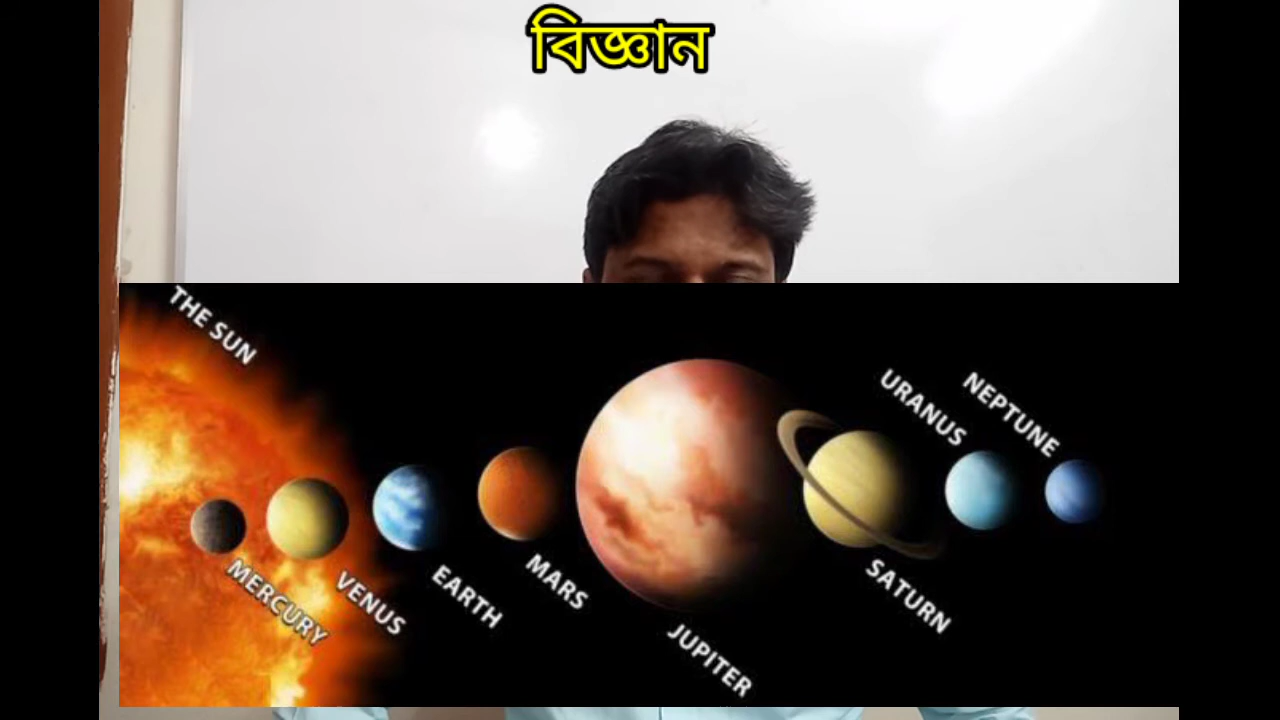 বিজ্ঞান
THE SUN
MERCURY
VENUS
EARTH
MARS
JUPITER
SATURN
URANUS
NEPTUNE